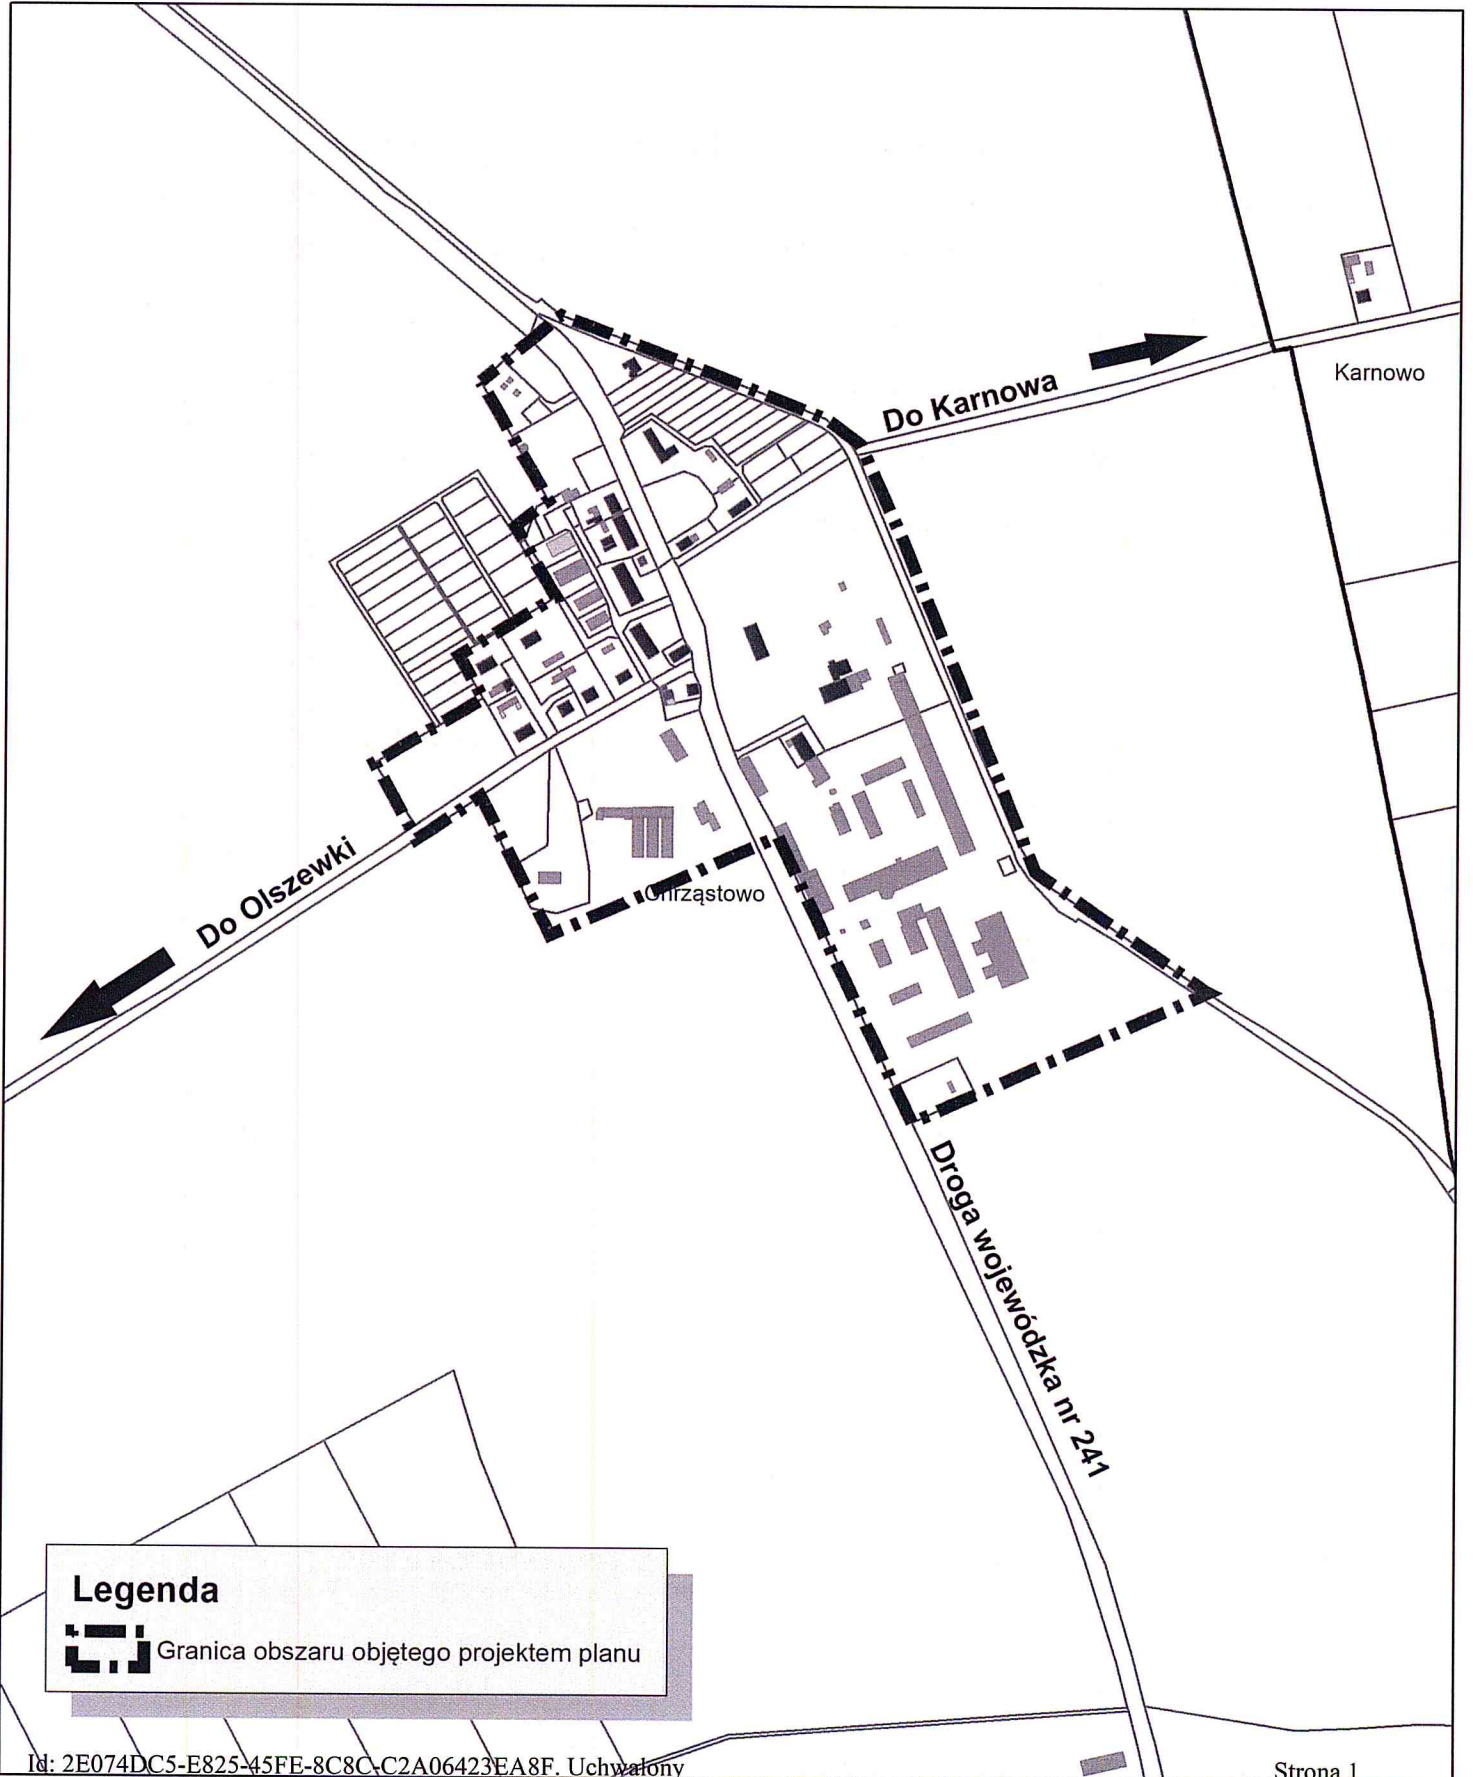 Karnowo
Do Karnowa
Do Olszewki
Chrząstowo
Droga wojewódzka nr 241
Legenda
Granica obszaru objętego projektem planu
Id: 2E074DC5-E825-45FE-8C8C-C2A06423EA8F. Uchwalony
Strona 1